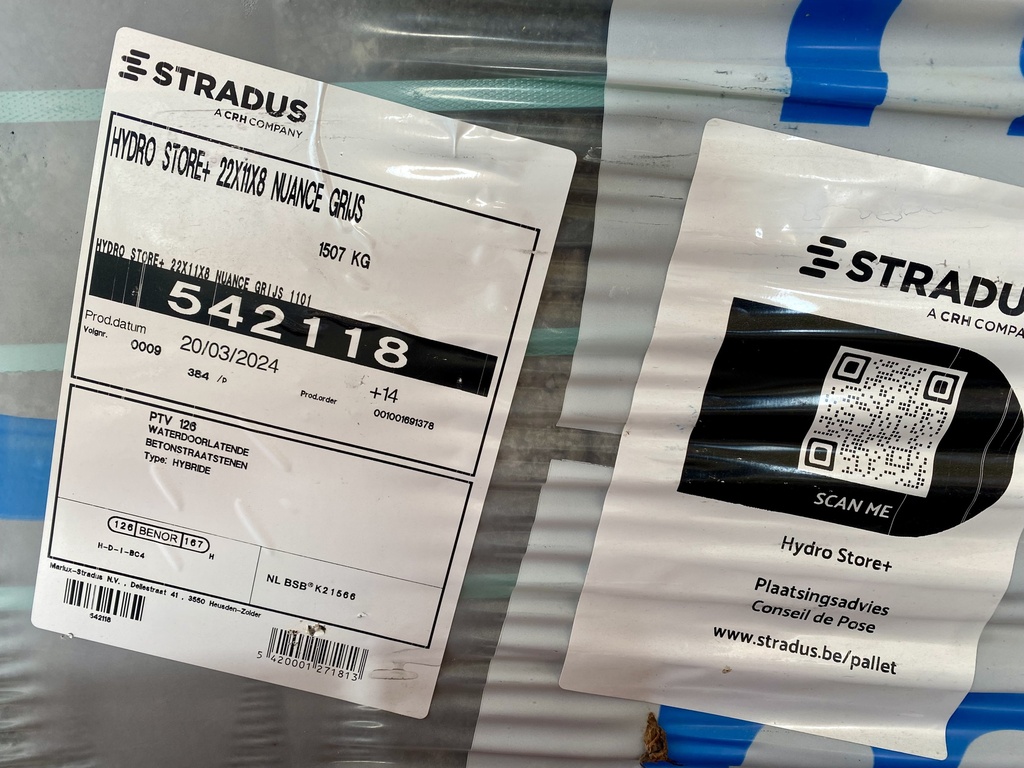 STRADUS
A CRH COMPANY
HYDRO STORE+ 22X11X8 NUANCE GRIJS
1507 KG
HYDRO STORE+ 22X11X8 NUANCE GRIJS 1101
542118
Prod.datum 20/03/2024 +14
Volgnr. 0009 384 /p Prod.order 001001691378
PTV 126
WATERDOORLATENDE
BETONSTRAATSTENEN
Type: HYBRIDE
126 BENOR 167 H
H-D-I-BC4
NL BSB® K21566
Marlux-Stradus N.V. , Dellestraat 41 , 3550 Heusden-Zolder
542118
5 420001 271813
STRADU
A CRH COMPA
SCAN ME
Hydro Store+
Plaatsingsadvies
Conseil de Pose
www.stradus.be/pallet